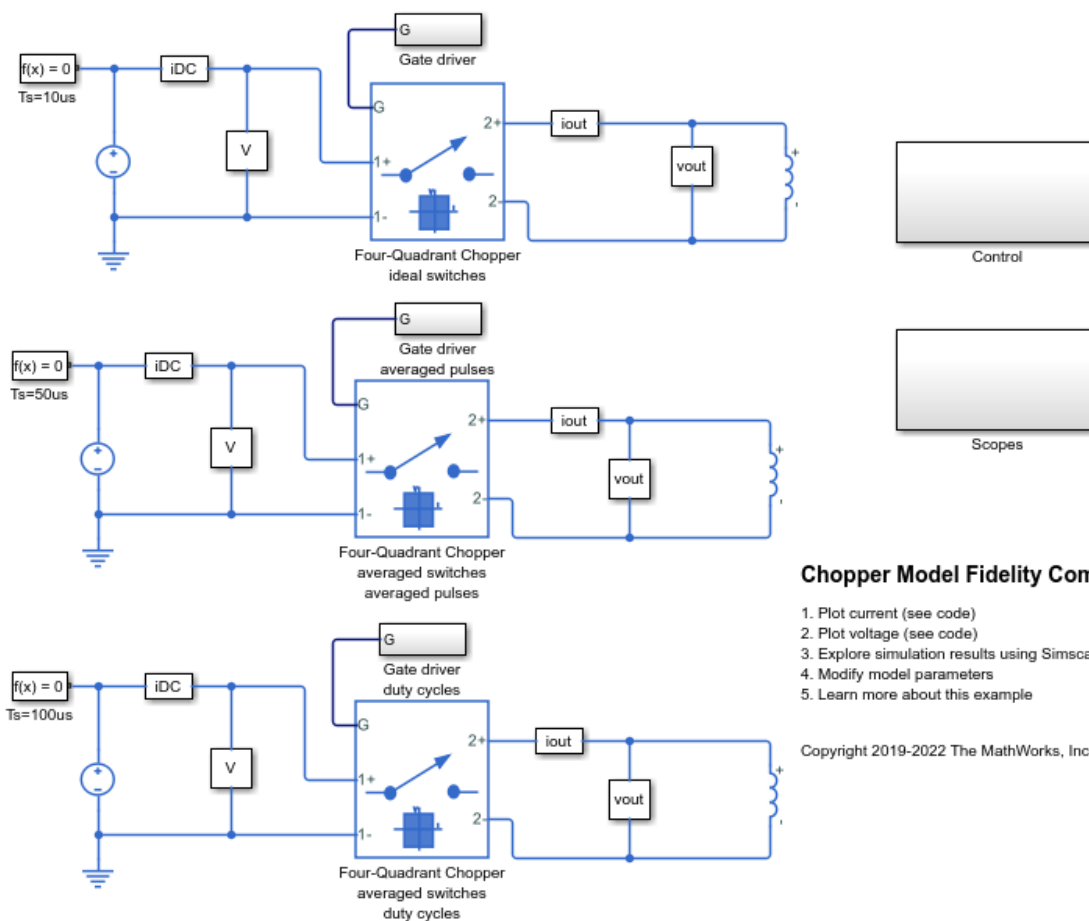 G
Gate driver
f(x) = 0
iDC
Ts=10us
G
V
2+
iout
vout
1+
2-
1-
Four-Quadrant Chopper
ideal switches
Control
G
Gate driver
averaged pulses
f(x) = 0
iDC
Ts=50us
G
V
2+
iout
vout
1+
2-
1-
Four-Quadrant Chopper
averaged switches
averaged pulses
Scopes
Chopper Model Fidelity Com
1. Plot current (see code)
2. Plot voltage (see code)
3. Explore simulation results using Simsca
4. Modify model parameters
5. Learn more about this example
Copyright 2019-2022 The MathWorks, Inc
G
Gate driver
duty cycles
f(x) = 0
iDC
Ts=100us
G
V
2+
iout
vout
1+
2-
1-
Four-Quadrant Chopper
averaged switches
duty cycles